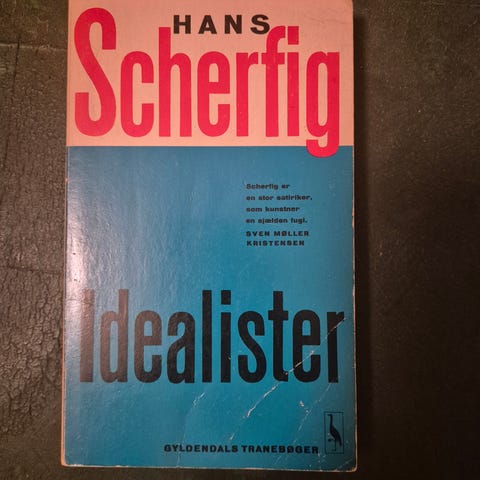 HANS
Scherfig
Scherfig er
en stor satiriker,
som kunstner
en sjælden fugl.
SVEN MØLLER
KRISTENSEN
Idealister
GYLDENDALS TRANEBØGER